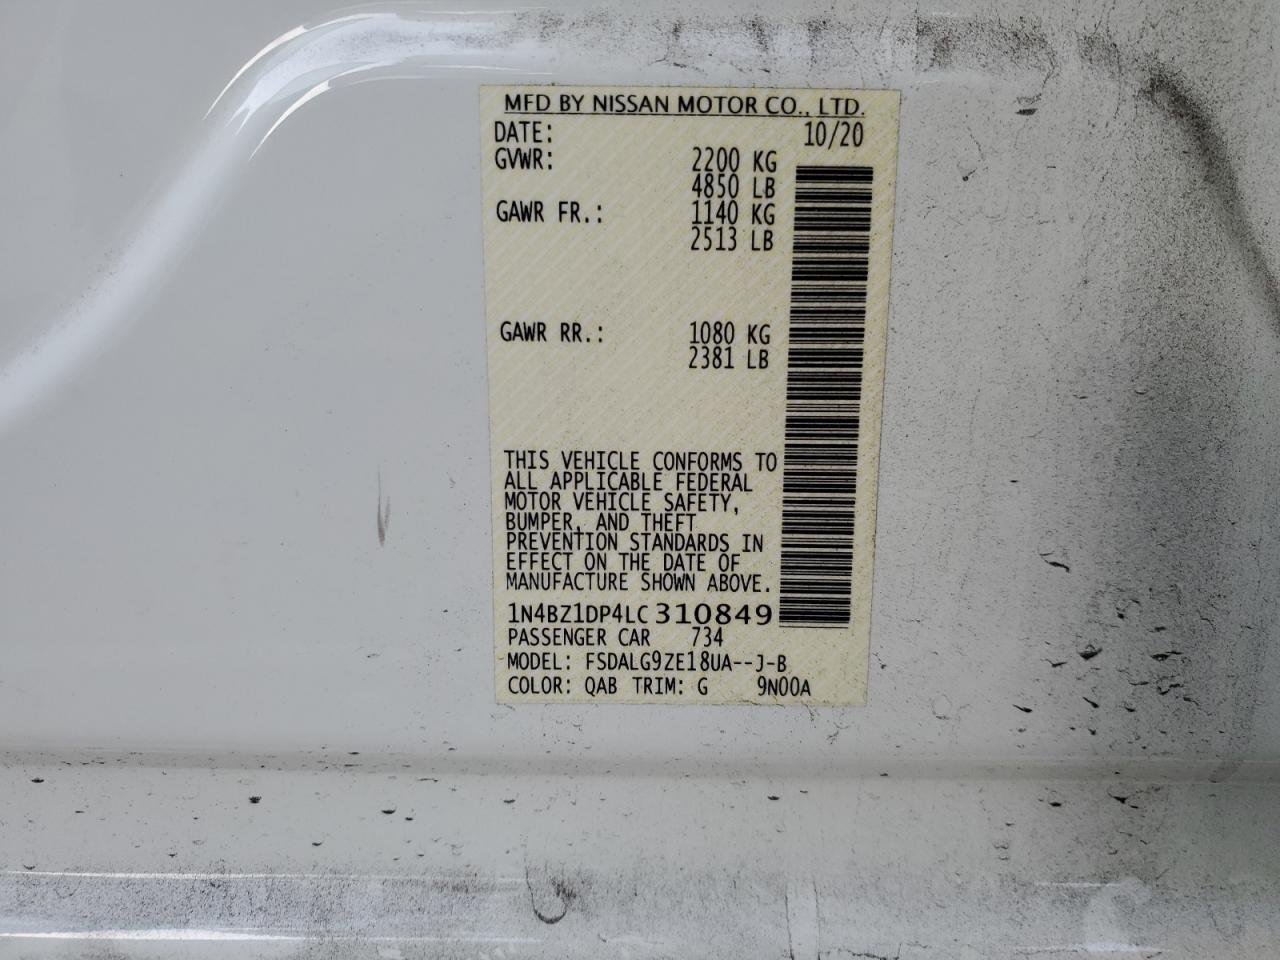 MFD BY NISSAN MOTOR CO., LTD.
DATE: 10/20
GVWR: 2200 KG
4850 LB
GAWR FR.: 1140 KG
2513 LB
GAWR RR.: 1080 KG
2381 LB
THIS VEHICLE CONFORMS TO
ALL APPLICABLE FEDERAL
MOTOR VEHICLE SAFETY,
BUMPER, AND THEFT
PREVENTION STANDARDS IN
EFFECT ON THE DATE OF
MANUFACTURE SHOWN ABOVE.
1N4BZ1DP4LC310849
PASSENGER CAR 734
MODEL: FSDALG9ZE18UA--J-B
COLOR: QAB TRIM: G 9N00A